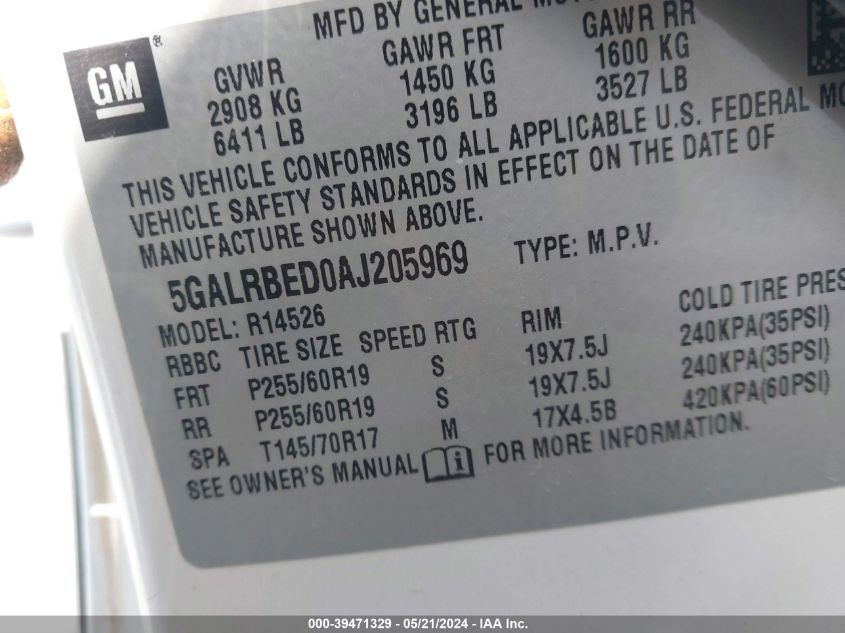 MFD BY GENERAL
GM
®
GVWR GAWR FRT GAWR RR
2908 KG 1450 KG 1600 KG
6411 LB 3196 LB 3527 LB
THIS VEHICLE CONFORMS TO ALL APPLICABLE U.S. FEDERAL
VEHICLE SAFETY STANDARDS IN EFFECT ON THE DATE OF
MANUFACTURE SHOWN ABOVE.
5GALRBED0AJ205969 TYPE: M.P.V.
MODEL: R14526
RBBC TIRE SIZE SPEED RTG RIM COLD TIRE PRES
FRT P255/60R19 S 19X7.5J 240KPA(35PSI)
RR P255/60R19 S 19X7.5J 240KPA(35PSI)
SPA T145/70R17 M 17X4.5B 420KPA(60PSI)
SEE OWNER'S MANUAL i FOR MORE INFORMATION.
000-39471329 - 05/21/2024 - IAA Inc.